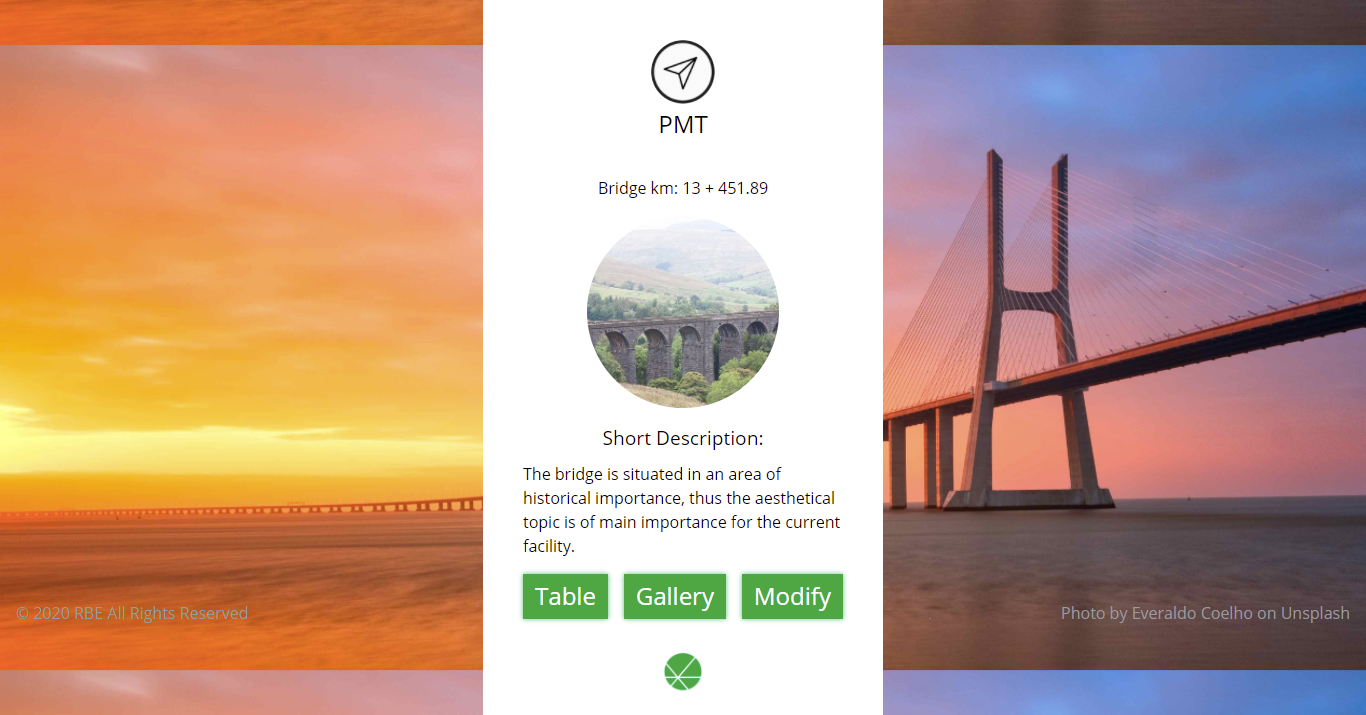 PMT
Bridge km: 13 + 451.89
Short Description:
The bridge is situated in an area of
historical importance, thus the aesthetical
topic is of main importance for the current
facility.
Table Gallery Modify
© 2020 RBE All Rights Reserved
Photo by Everaldo Coelho on Unsplash